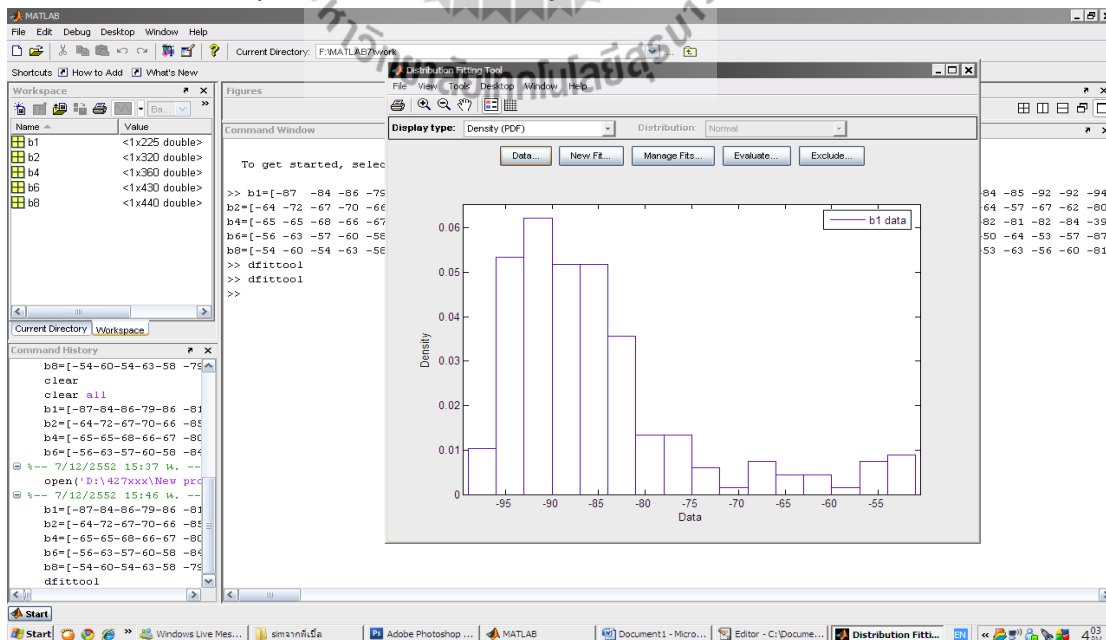 MATLAB
File Edit Debug Desktop Window Help
Current Directory: F:\MATLAB7\work
Shortcuts How to Add What's New
Workspace
Ba...
Name Value
b1 <1x225 double>
b2 <1x320 double>
b4 <1x360 double>
b6 <1x430 double>
b8 <1x440 double>
Current Directory Workspace
Command History
b8=[-54-60-54-63-58 -79
clear
clear all
b1=[-87-84-86-79-86 -81
b2=[-64-72-67-70-66 -85
b4=[-65-65-68-66-67 -80
b6=[-56-63-57-60-58 -84
%-- 7/12/2552 15:37 น. --
open('D:\427xxx\New pro
%-- 7/12/2552 15:46 น. --
b1=[-87-84-86-79-86 -81
b2=[-64-72-67-70-66 -85
b4=[-65-65-68-66-67 -80
b6=[-56-63-57-60-58 -84
b8=[-54-60-54-63-58 -79
dfittool
Figures
Command Window
To get started, selec
>> b1=[-87 -84 -86 -79
b2=[-64 -72 -67 -70 -66
b4=[-65 -65 -68 -66 -67
b6=[-56 -63 -57 -60 -58
b8=[-54 -60 -54 -63 -58
>> dfittool
>> dfittool
>>
84 -85 -92 -92 -94
64 -57 -67 -62 -80
82 -81 -82 -84 -39
50 -64 -53 -57 -87
53 -63 -56 -60 -81
Distribution Fitting Tool
File View Tools Desktop Window Help
Display type: Density (PDF) Distribution: Normal
Data... New Fit... Manage Fits... Evaluate... Exclude...
b1 data
0.06
0.05
0.04
0.03
0.02
0.01
0
Density
-95 -90 -85 -80 -75 -70 -65 -60 -55
Data
Start
Start Windows Live Mes... simจากพี่เปิ้ล Adobe Photoshop ... MATLAB Document1 - Micro... Editor - C:\Docume... Distribution Fitti... EN